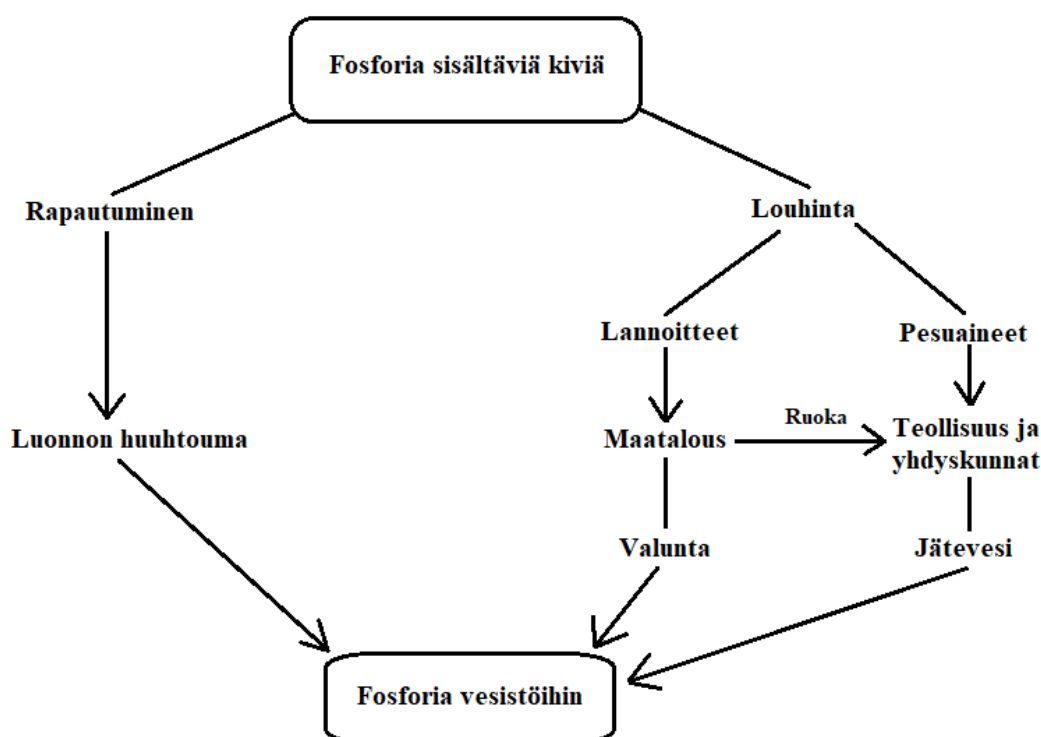 Fosforia sisältäviä kiviä
Rapautuminen
Louhinta
Lannoitteet
Pesuaineet
Luonnon huuhtouma
Maatalous
Ruoka
Teollisuus ja
yhdyskunnat
Valunta
Jätevesi
Fosforia vesistöihin